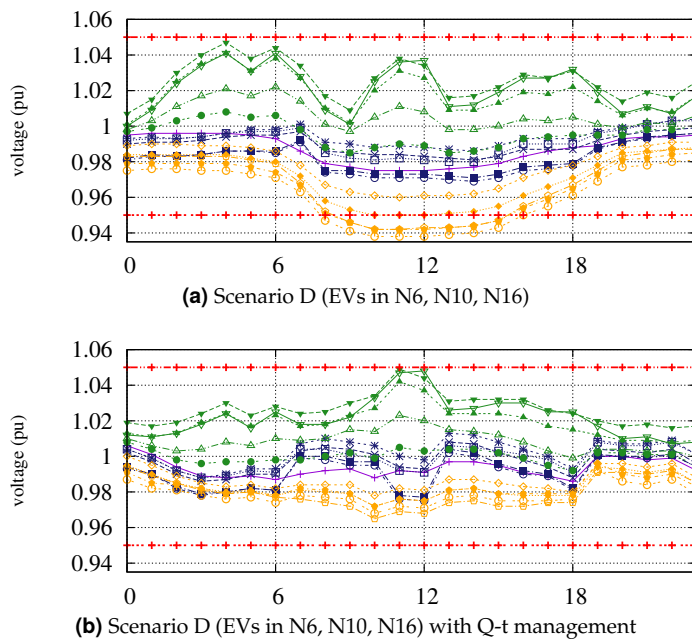 1.06
1.04
1.02
1
0.98
0.96
0.94
voltage (pu)
0 6 12 18
(a) Scenario D (EVs in N6, N10, N16)
1.06
1.04
1.02
1
0.98
0.96
0.94
voltage (pu)
0 6 12 18
(b) Scenario D (EVs in N6, N10, N16) with Q-t management